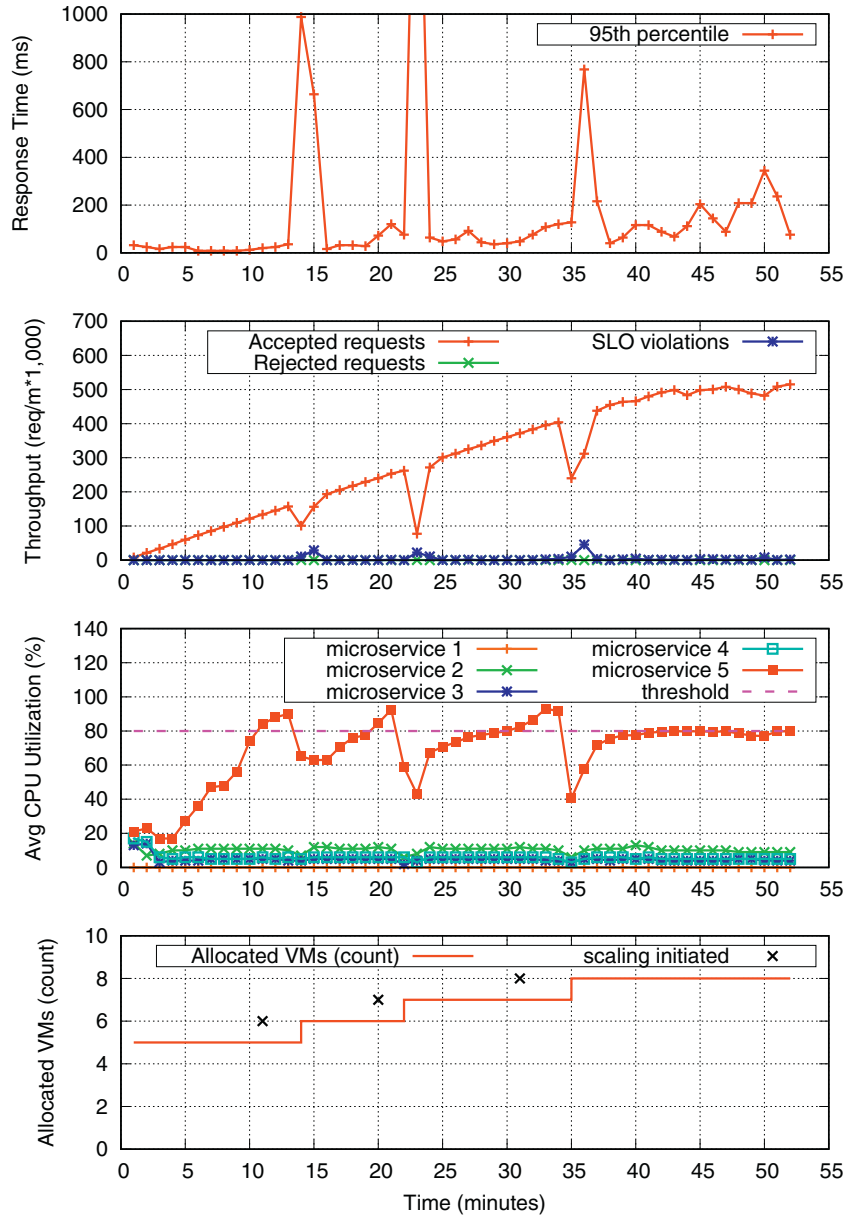 Response Time (ms)
1000
800
600
400
200
0
95th percentile
0 5 10 15 20 25 30 35 40 45 50 55
Throughput (req/m*1,000)
700
600
500
400
300
200
100
0
Accepted requests
Rejected requests
SLO violations
0 5 10 15 20 25 30 35 40 45 50 55
Avg CPU Utilization (%)
140
120
100
80
60
40
20
0
microservice 1
microservice 2
microservice 3
microservice 4
microservice 5
threshold
0 5 10 15 20 25 30 35 40 45 50 55
Allocated VMs (count)
10
8
6
4
2
0
Allocated VMs (count)
scaling initiated
0 5 10 15 20 25 30 35 40 45 50 55
Time (minutes)